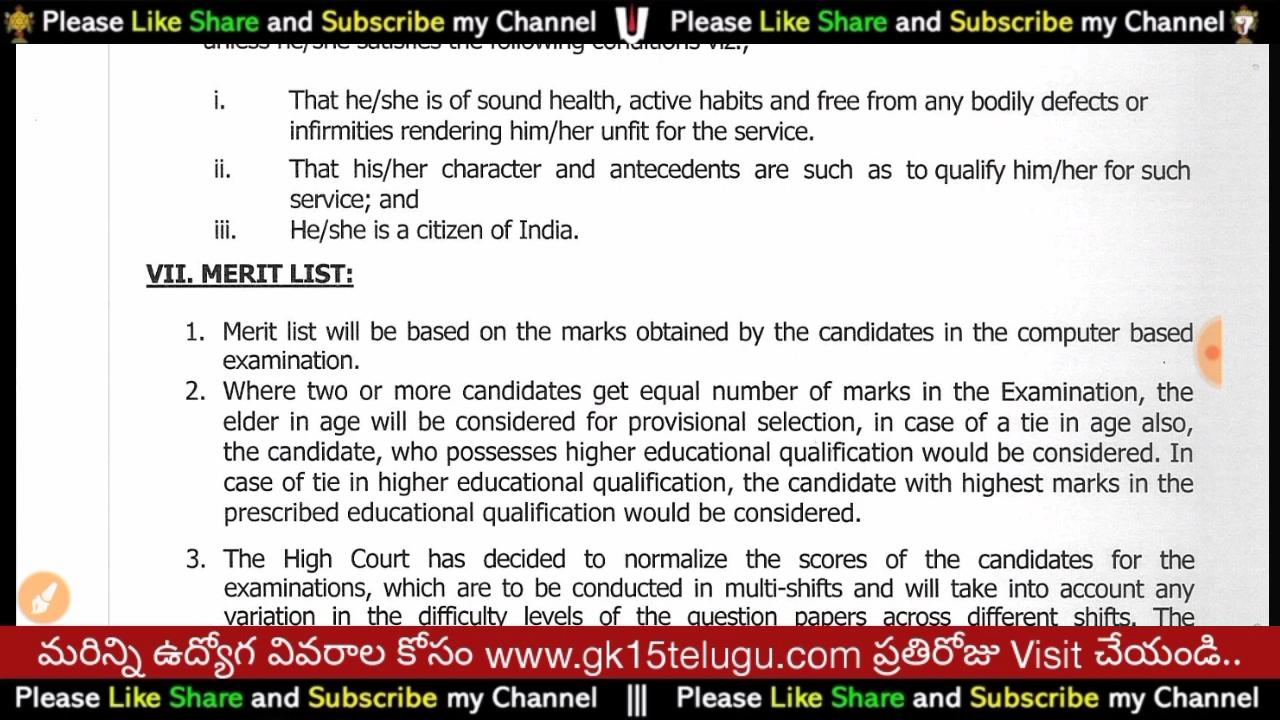 Please Like Share and Subscribe my Channel Please Like Share and Subscribe my Channel
unless he/she satisfies the following conditions viz.,
i. That he/she is of sound health, active habits and free from any bodily defects or
infirmities rendering him/her unfit for the service.
ii. That his/her character and antecedents are such as to qualify him/her for such
service; and
iii. He/she is a citizen of India.
VII. MERIT LIST:
1. Merit list will be based on the marks obtained by the candidates in the computer based
examination.
2. Where two or more candidates get equal number of marks in the Examination, the
elder in age will be considered for provisional selection, in case of a tie in age also,
the candidate, who possesses higher educational qualification would be considered. In
case of tie in higher educational qualification, the candidate with highest marks in the
prescribed educational qualification would be considered.
3. The High Court has decided to normalize the scores of the candidates for the
examinations, which are to be conducted in multi-shifts and will take into account any
variation in the difficulty levels of the question papers across different shifts. The
మరిన్ని ఉద్యోగ వివరాల కోసం www.gk15telugu.com ప్రతిరోజు Visit చేయండి..
Please Like Share and Subscribe my Channel ||| Please Like Share and Subscribe my Channel